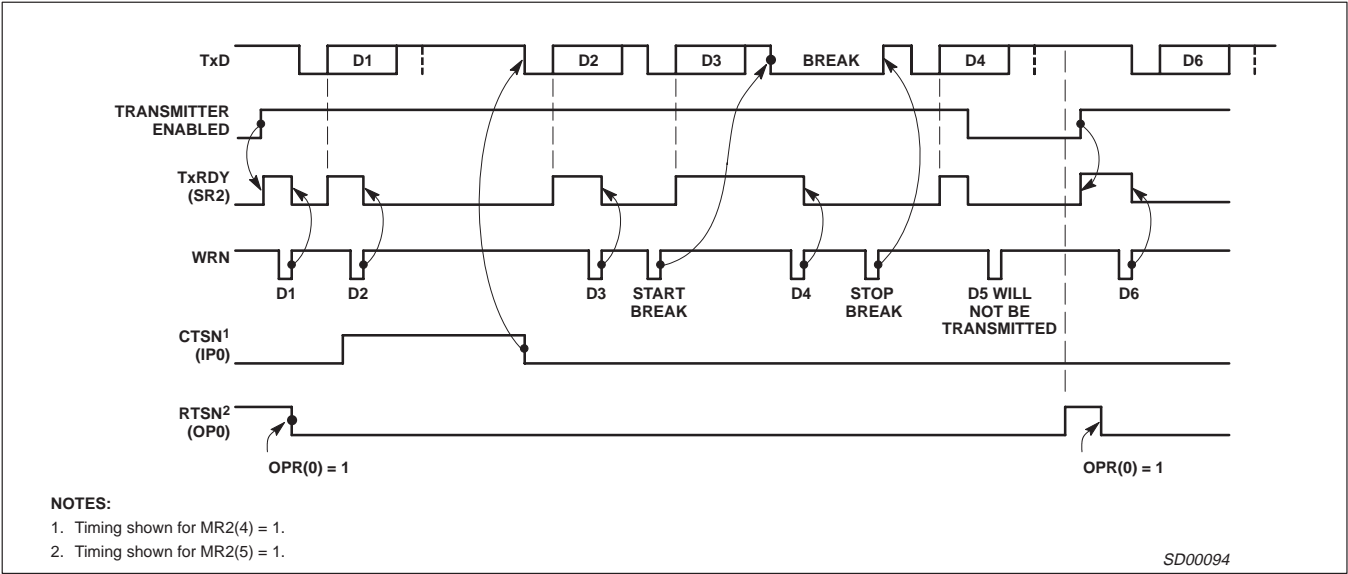 TxD
D1
D2
D3
BREAK
D4
D6
TRANSMITTER
ENABLED
TxRDY
(SR2)
WRN
D1
D2
D3
START
BREAK
D4
STOP
BREAK
D5 WILL
NOT BE
TRANSMITTED
D6
CTSN1
(IP0)
RTSN2
(OP0)
OPR(0) = 1
OPR(0) = 1
NOTES:
1. Timing shown for MR2(4) = 1.
2. Timing shown for MR2(5) = 1.
SD00094